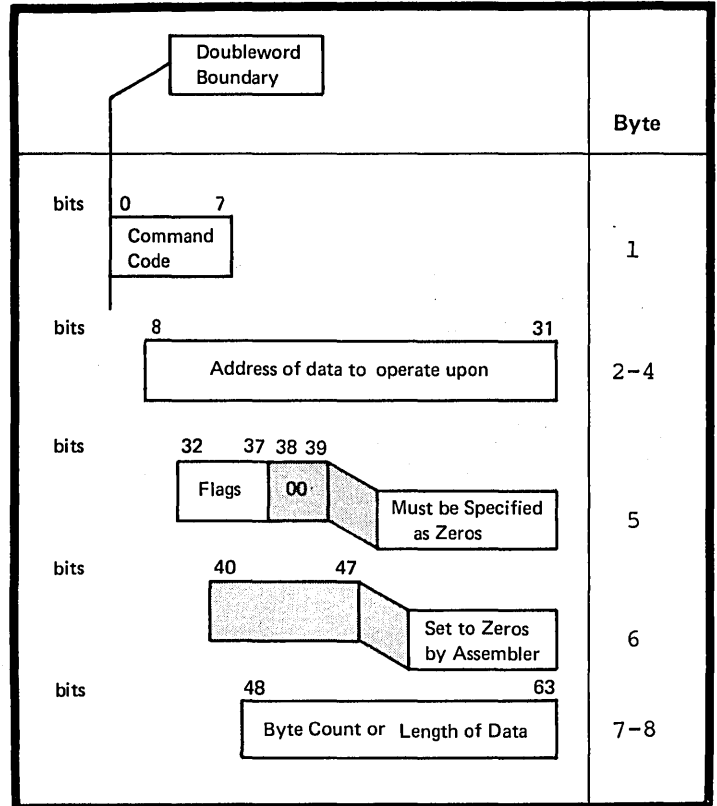 Doubleword
Boundary
Byte
bits 0 7
Command
Code
1
bits 8 31
Address of data to operate upon
2-4
bits 32 37 38 39
Flags 00
Must be Specified
as Zeros
5
bits 40 47
Set to Zeros
by Assembler
6
bits 48 63
Byte Count or Length of Data
7-8